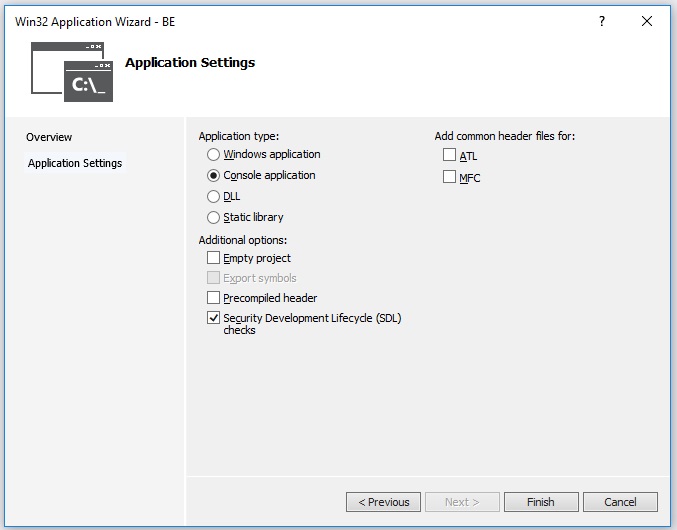 Win32 Application Wizard - BE
?
C:\_
Application Settings
Overview
Application Settings
Application type:
Windows application
Console application
DLL
Static library
Additional options:
Empty project
Export symbols
Precompiled header
Security Development Lifecycle (SDL)
checks
Add common header files for:
ATL
MFC
< Previous
Next >
Finish
Cancel